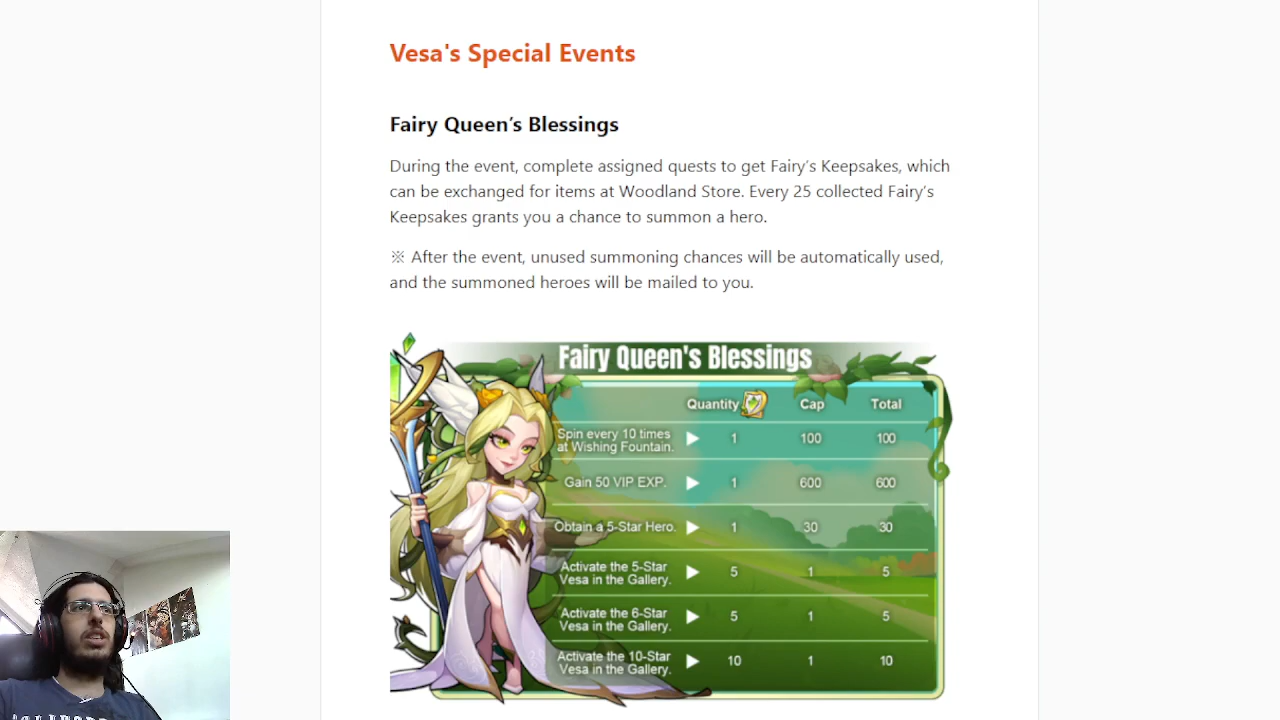 Vesa's Special Events
Fairy Queen’s Blessings
During the event, complete assigned quests to get Fairy’s Keepsakes, which
can be exchanged for items at Woodland Store. Every 25 collected Fairy’s
Keepsakes grants you a chance to summon a hero.
※ After the event, unused summoning chances will be automatically used,
and the summoned heroes will be mailed to you.
Fairy Queen's Blessings
Quantity Cap Total
Spin every 10 times
at Wishing Fountain. 1 100 100
Gain 50 VIP EXP. 1 600 600
Obtain a 5-Star Hero. 1 30 30
Activate the 5-Star
Vesa in the Gallery. 5 1 5
Activate the 6-Star
Vesa in the Gallery. 5 1 5
Activate the 10-Star
Vesa in the Gallery. 10 1 10